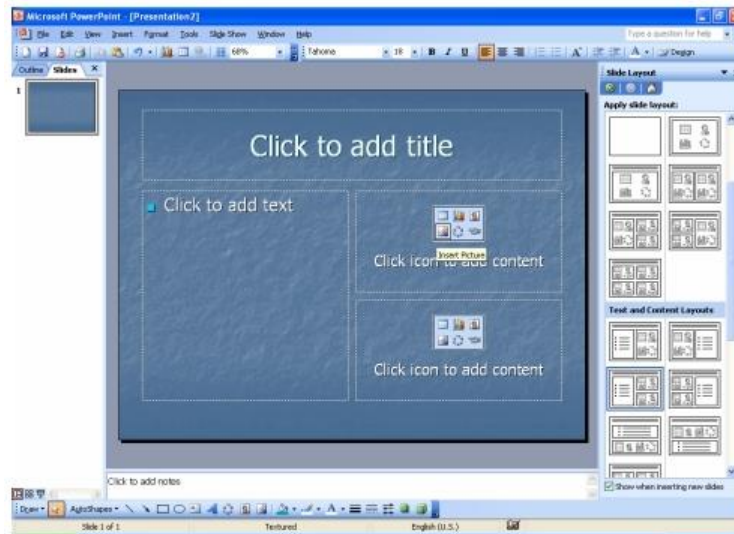 Microsoft PowerPoint - [Presentation2]
File Edit View Insert Format Tools Slide Show Window Help
Type a question for help
68% Tahoma 18 B I U Design
Outline Slides
Slide Layout
1
Apply slide layout:
Click to add title
Click to add text
Insert Picture
Click icon to add content
Text and Content Layouts
Click icon to add content
Click to add notes
Show when inserting new slides
Draw AutoShapes
Slide 1 of 1 Textured English (U.S.)